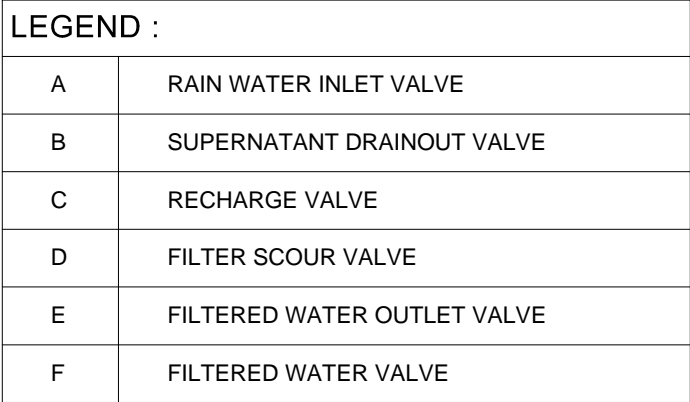 LEGEND :
A RAIN WATER INLET VALVE
B SUPERNATANT DRAINOUT VALVE
C RECHARGE VALVE
D FILTER SCOUR VALVE
E FILTERED WATER OUTLET VALVE
F FILTERED WATER VALVE